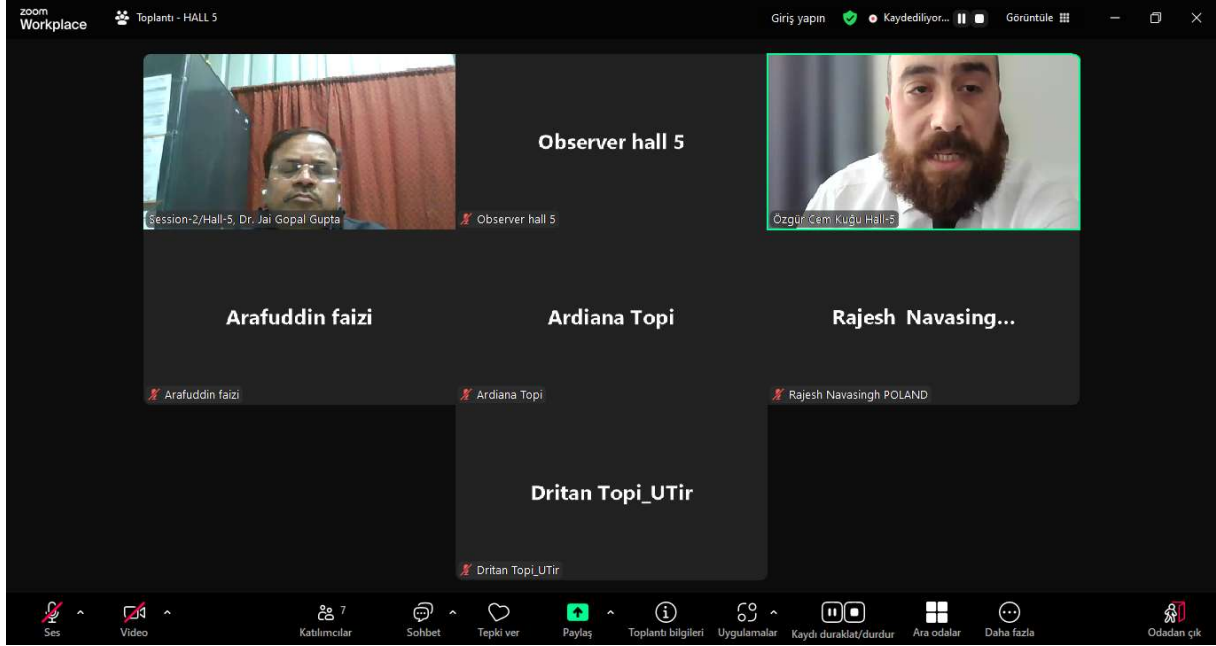 zoom
Workplace
Toplantı - HALL 5
Giriş yapın
Kaydediliyor...
Görüntüle
Session-2/Hall-5, Dr. Jai Gopal Gupta
Observer hall 5
Observer hall 5
Özgür Cem Kuğu Hall-5
Arafuddin faizi
Arafuddin faizi
Ardiana Topi
Ardiana Topi
Rajesh Navasing...
Rajesh Navasingh POLAND
Dritan Topi_UTir
Dritan Topi_UTir
Ses
Video
7
Katılımcılar
Sohbet
Tepki ver
Paylaş
Toplantı bilgileri
Uygulamalar
Kaydı duraklat/durdur
Ara odalar
Daha fazla
Odadan çık